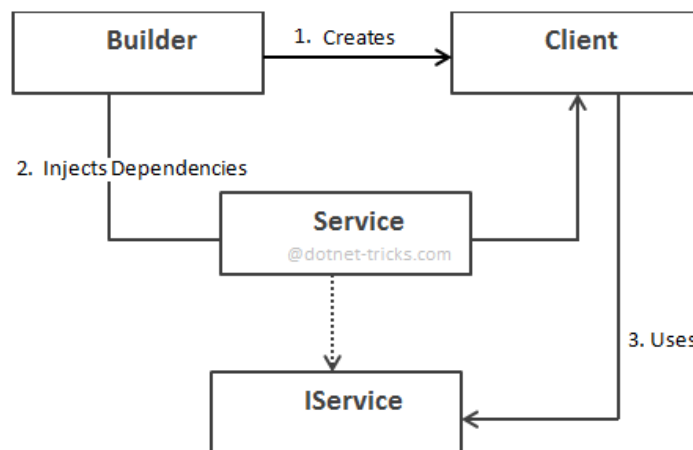 Builder
1. Creates
Client
2. Injects Dependencies
Service
@dotnet-tricks.com
3. Uses
IService